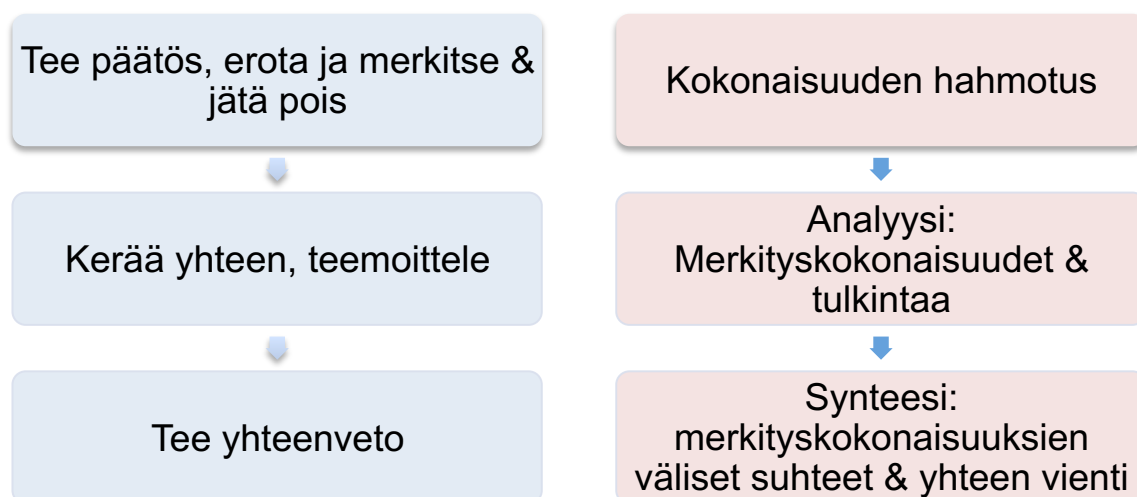 Tee päätös, erota ja merkitse &
jätä pois
Kerää yhteen, teemoittele
Tee yhteenveto
Kokonaisuuden hahmotus
Analyysi:
Merkityskokonaisuudet &
tulkintaa
Synteesi:
merkityskokonaisuuksien
väliset suhteet & yhteen vienti